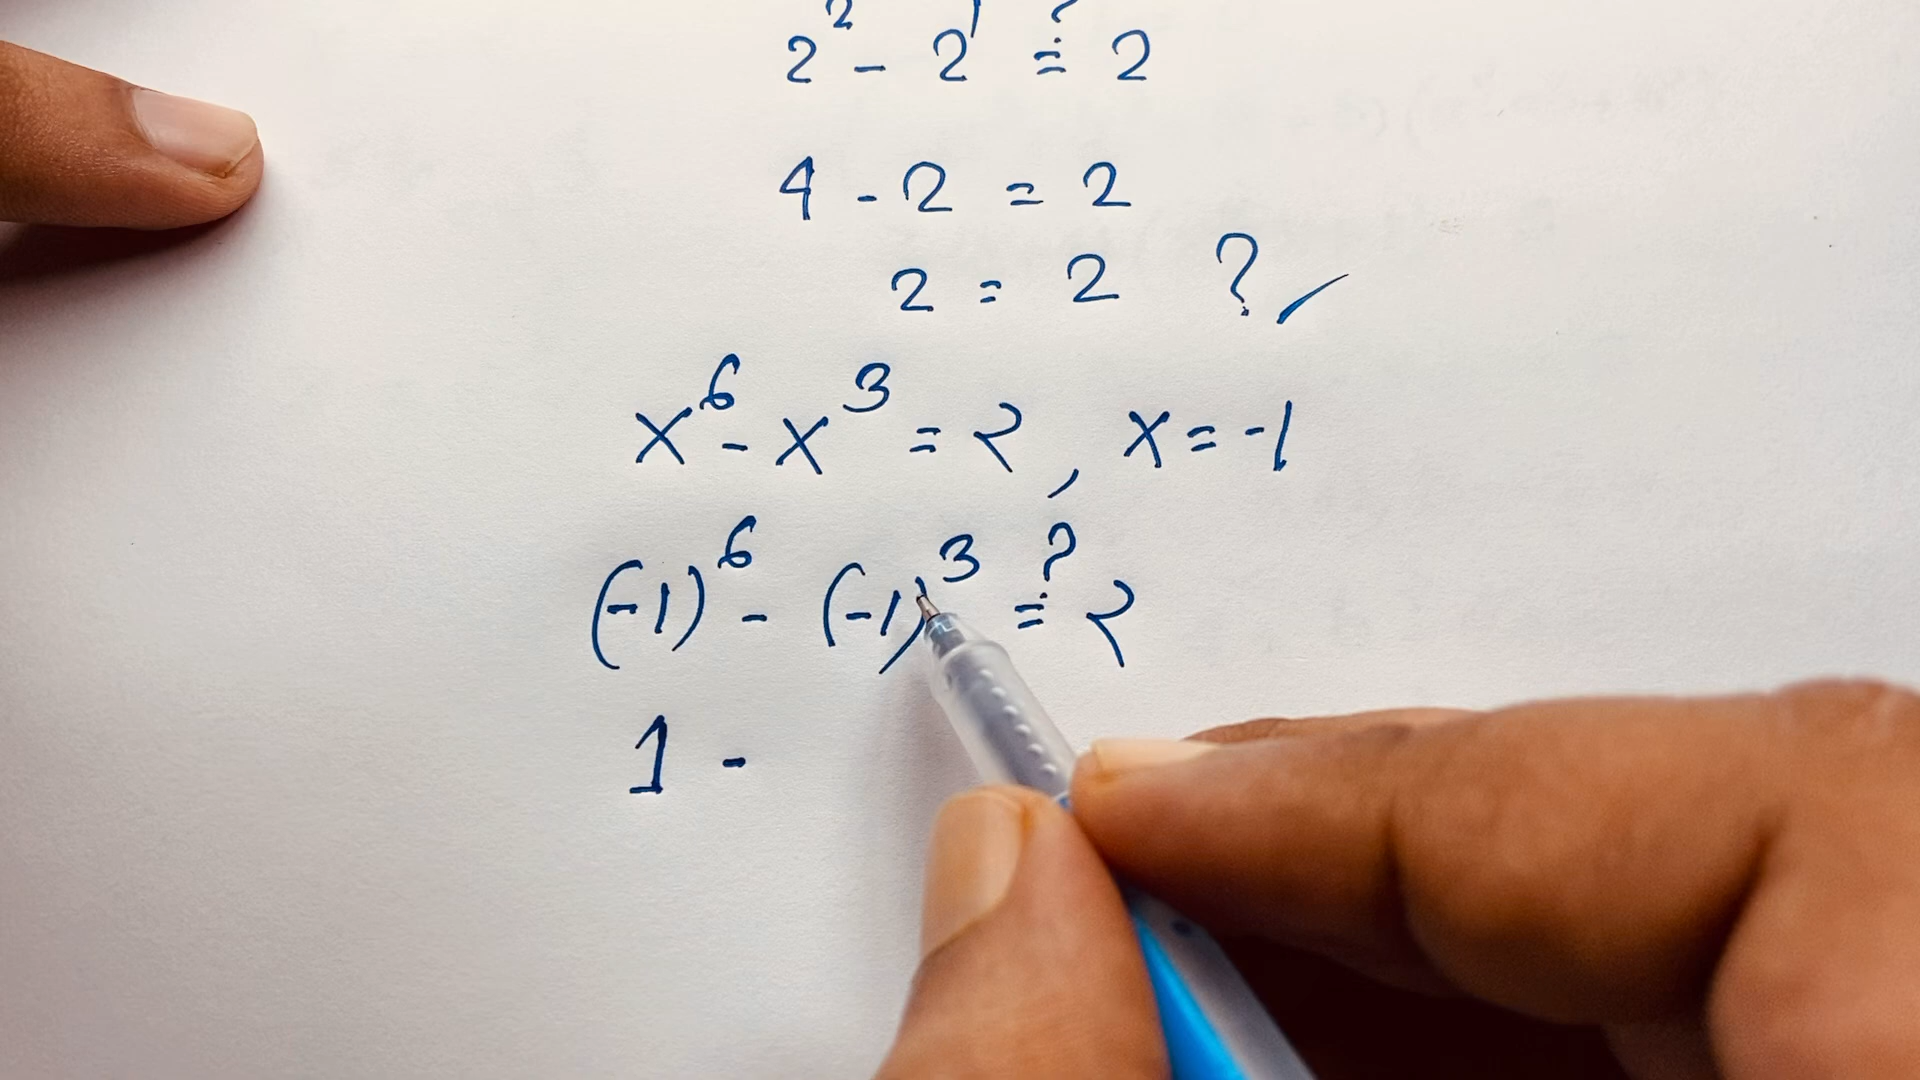 2² - 2¹ ≟ 2
4 - 2 = 2
2 = 2 ?
x⁶ - x³ = 2, x = -1
(-1)⁶ - (-1)³ ≟ 2
1 -